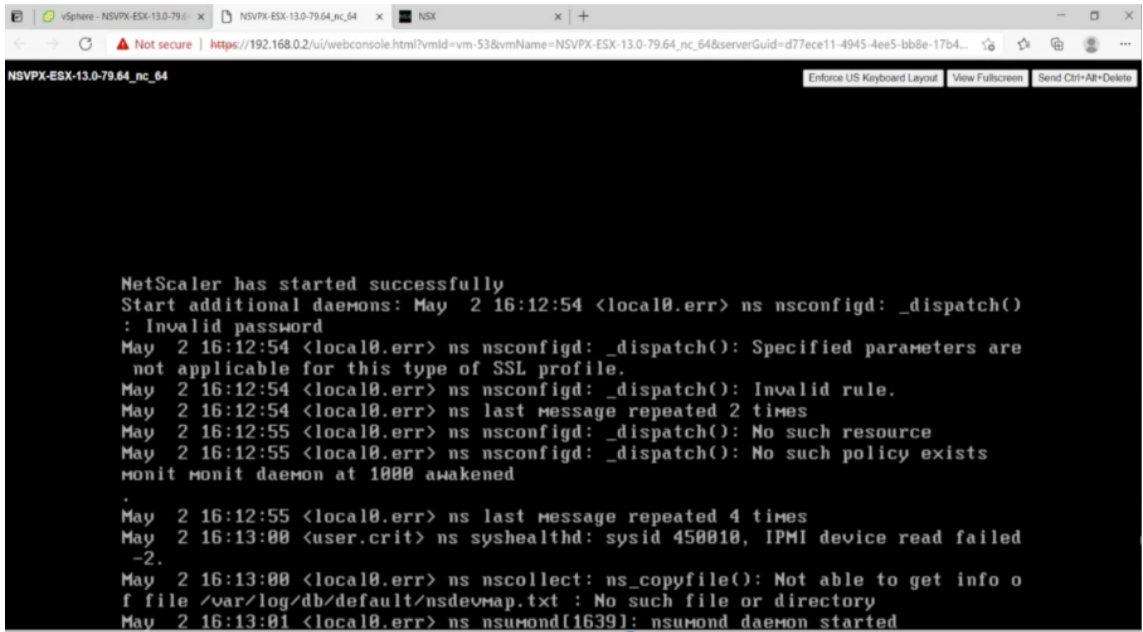 vSphere - NSVPX-ESX-13.0-79.6
NSVPX-ESX-13.0-79.64_nc_64
NSX
Not secure | https://192.168.0.2/ui/webconsole.html?vmId=vm-53&vmName=NSVPX-ESX-13.0-79.64_nc_64&serverGuid=d77ece11-4945-4ee5-bb8e-17b4...
NSVPX-ESX-13.0-79.64_nc_64
Enforce US Keyboard Layout View Fullscreen Send Ctrl+Alt+Delete
NetScaler has started successfully
Start additional daemons: May  2 16:12:54 <local0.err> ns nsconfigd: _dispatch()
: Invalid password
May  2 16:12:54 <local0.err> ns nsconfigd: _dispatch(): Specified parameters are
 not applicable for this type of SSL profile.
May  2 16:12:54 <local0.err> ns nsconfigd: _dispatch(): Invalid rule.
May  2 16:12:54 <local0.err> ns last message repeated 2 times
May  2 16:12:55 <local0.err> ns nsconfigd: _dispatch(): No such resource
May  2 16:12:55 <local0.err> ns nsconfigd: _dispatch(): No such policy exists
monit monit daemon at 1000 awakened
.
May  2 16:12:55 <local0.err> ns last message repeated 4 times
May  2 16:13:00 <user.crit> ns syshealthd: sysid 450010, IPMI device read failed
 -2.
May  2 16:13:00 <local0.err> ns nscollect: ns_copyfile(): Not able to get info o
f file /var/log/db/default/nsdevmap.txt : No such file or directory
May  2 16:13:01 <local0.err> ns nsumond[1639]: nsumond daemon started